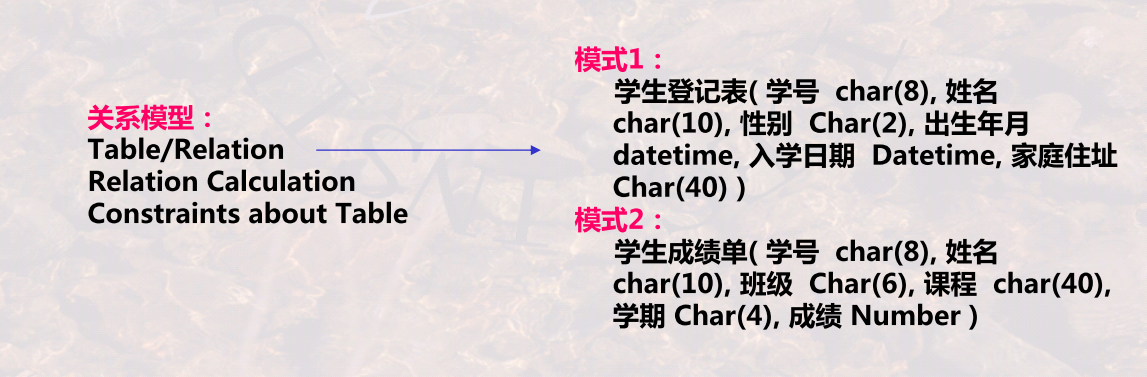 关系模型：
Table/Relation
Relation Calculation
Constraints about Table
模式1：
学生登记表( 学号 char(8), 姓名
char(10), 性别 Char(2), 出生年月
datetime, 入学日期 Datetime, 家庭住址
Char(40) )
模式2：
学生成绩单( 学号 char(8), 姓名
char(10), 班级 Char(6), 课程 char(40),
学期 Char(4), 成绩 Number )